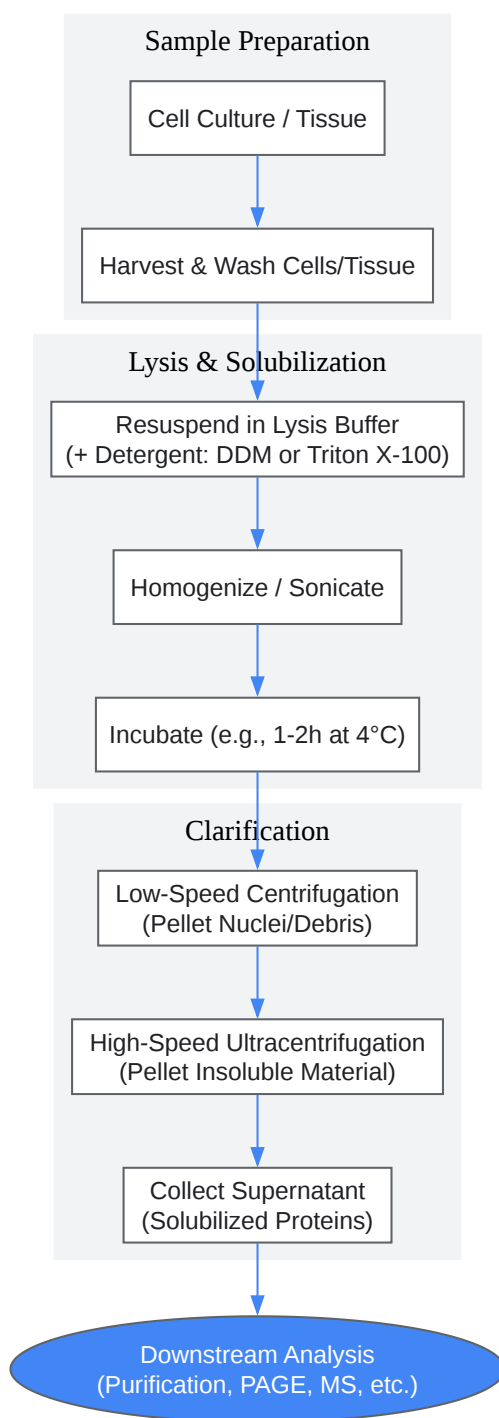 Sample Preparation
Cell Culture / Tissue
Harvest & Wash Cells/Tissue
Lysis & Solubilization
Resuspend in Lysis Buffer
(+ Detergent: DDM or Triton X-100)
Homogenize / Sonicate
Incubate (e.g., 1-2h at 4°C)
Clarification
Low-Speed Centrifugation
(Pellet Nuclei/Debris)
High-Speed Ultracentrifugation
(Pellet Insoluble Material)
Collect Supernatant
(Solubilized Proteins)
Downstream Analysis
(Purification, PAGE, MS, etc.)